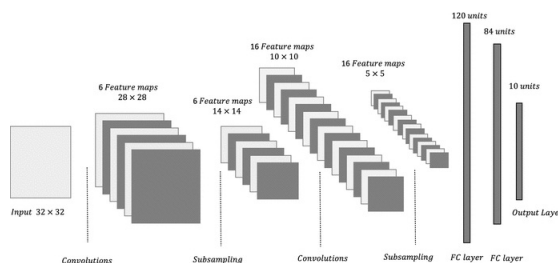 120 units
84 units
16 Feature maps
10 × 10
16 Feature maps
5 × 5
10 units
6 Feature maps
28 × 28
6 Feature maps
14 × 14
Input 32 × 32
Output Layer
Convolutions
Subsampling
Convolutions
Subsampling
FC layer
FC layer